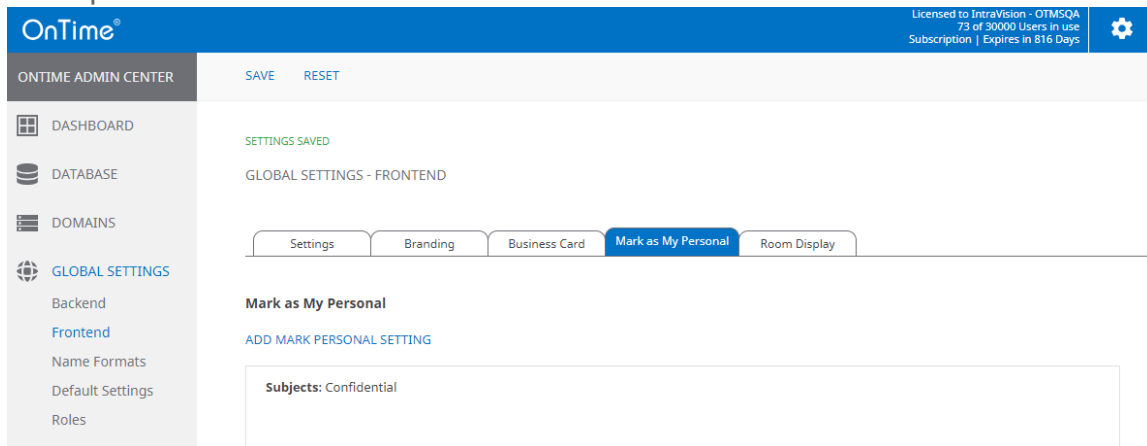 OnTime®
Licensed to IntraVision - OTMSQA
73 of 30000 Users in use
Subscription | Expires in 816 Days
ONTIME ADMIN CENTER
SAVE RESET
DASHBOARD
DATABASE
DOMAINS
GLOBAL SETTINGS
Backend
Frontend
Name Formats
Default Settings
Roles
SETTINGS SAVED
GLOBAL SETTINGS - FRONTEND
Settings Branding Business Card Mark as My Personal Room Display
Mark as My Personal
ADD MARK PERSONAL SETTING
Subjects: Confidential